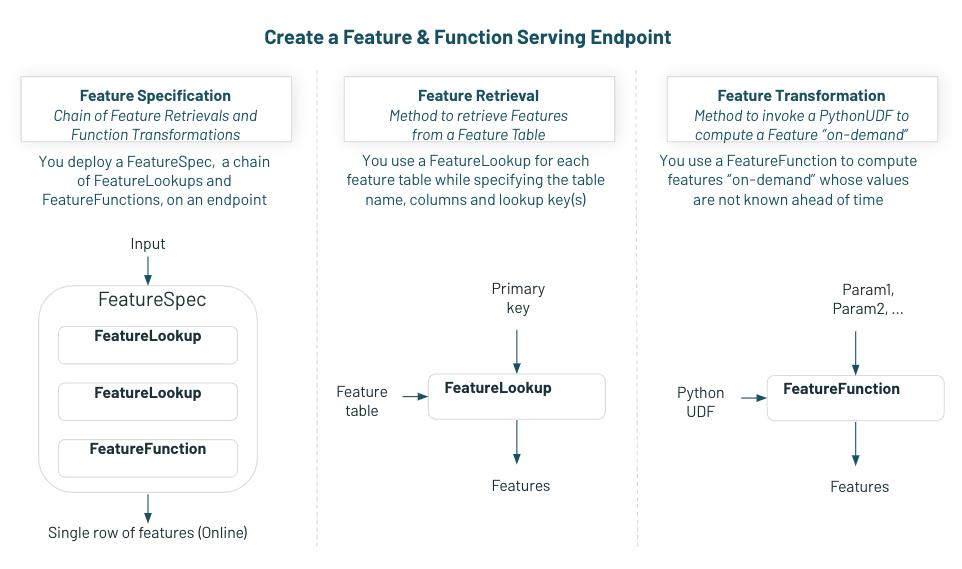 Create a Feature & Function Serving Endpoint
Feature Specification
Chain of Feature Retrievals and
Function Transformations
You deploy a FeatureSpec, a chain
of FeatureLookups and
FeatureFunctions, on an endpoint
Input
FeatureSpec
FeatureLookup
FeatureLookup
FeatureFunction
Single row of features (Online)
Feature Retrieval
Method to retrieve Features
from a Feature Table
You use a FeatureLookup for each
feature table while specifying the table
name, columns and lookup key(s)
Primary
key
Feature
table
FeatureLookup
Features
Feature Transformation
Method to invoke a PythonUDF to
compute a Feature “on-demand”
You use a FeatureFunction to compute
features “on-demand” whose values
are not known ahead of time
Param1,
Param2, ...
Python
UDF
FeatureFunction
Features